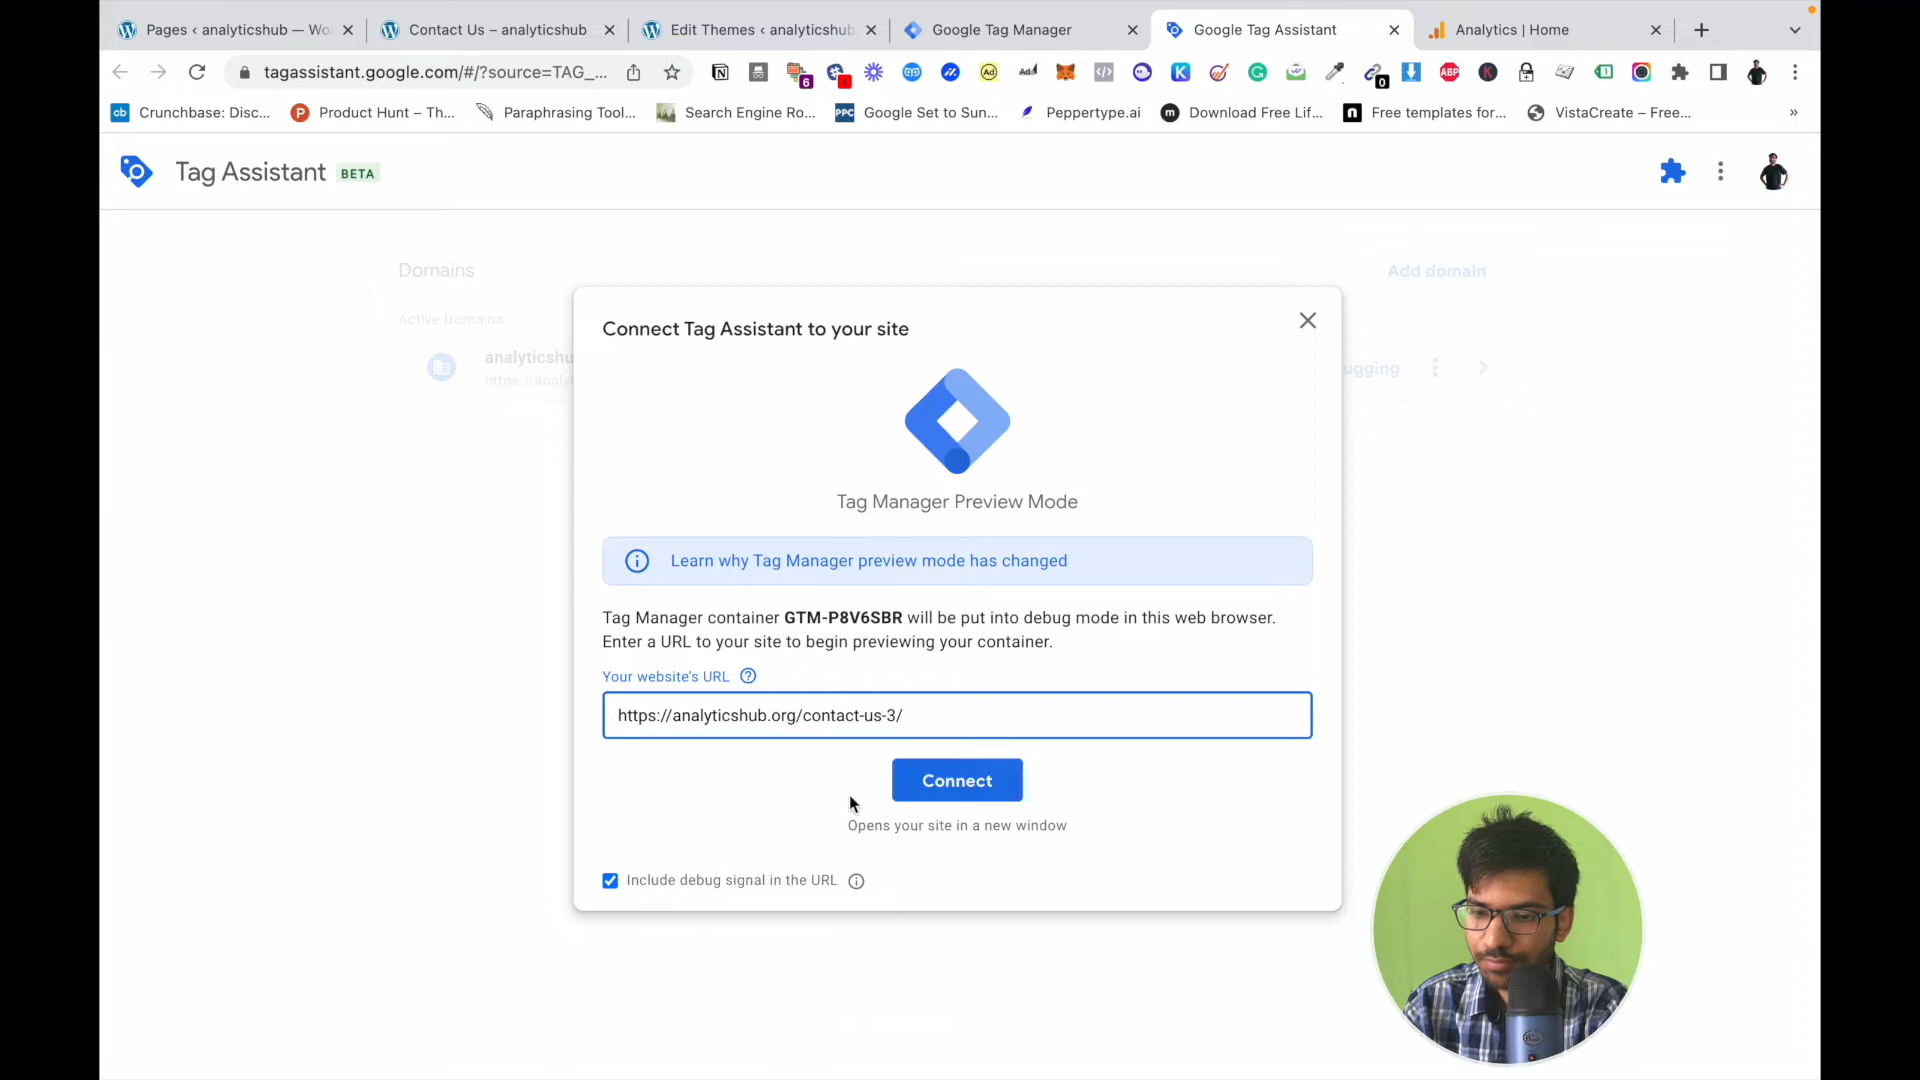 Pages ‹ analyticshub — Wo
Contact Us – analyticshub
Edit Themes ‹ analyticshub
Google Tag Manager
Google Tag Assistant
Analytics | Home
tagassistant.google.com/#/?source=TAG_...
Crunchbase: Disc...
Product Hunt – Th...
Paraphrasing Tool...
Search Engine Ro...
Google Set to Sun...
Peppertype.ai
Download Free Lif...
Free templates for...
VistaCreate – Free...
Tag Assistant BETA
Domains
Add domain
Active Domains
analyticshu
https://analyt
ugging
Connect Tag Assistant to your site
Tag Manager Preview Mode
Learn why Tag Manager preview mode has changed
Tag Manager container GTM-P8V6SBR will be put into debug mode in this web browser.
Enter a URL to your site to begin previewing your container.
Your website's URL
https://analyticshub.org/contact-us-3/
Connect
Opens your site in a new window
Include debug signal in the URL